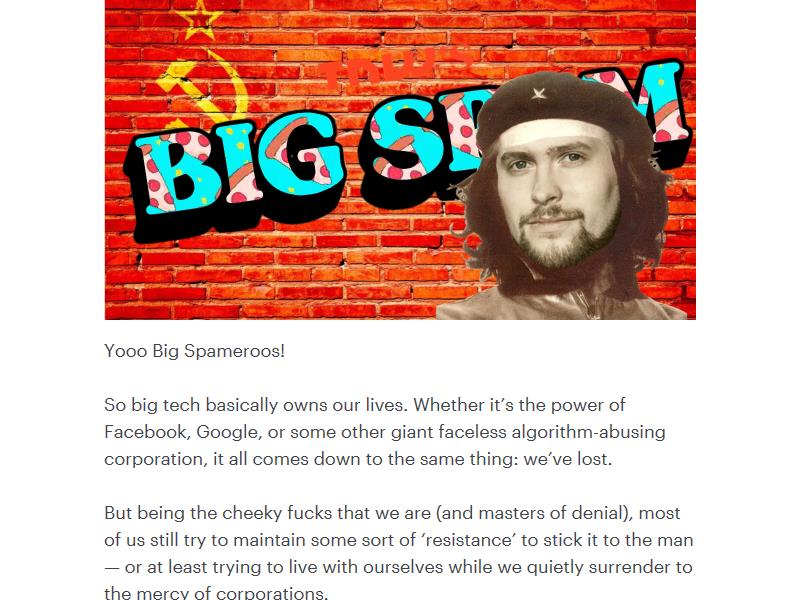 BIG SPAM
Yooo Big Spameroos!
So big tech basically owns our lives. Whether it’s the power of
Facebook, Google, or some other giant faceless algorithm-abusing
corporation, it all comes down to the same thing: we’ve lost.
But being the cheeky fucks that we are (and masters of denial), most
of us still try to maintain some sort of ‘resistance’ to stick it to the man
— or at least trying to live with ourselves while we quietly surrender to
the mercy of corporations.